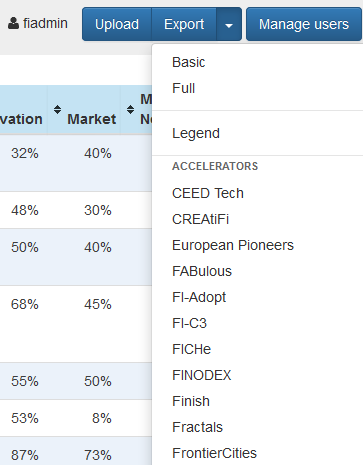 fiadmin Upload Export Manage users
Basic
Full
Legend
ACCELERATORS
CEED Tech
CREAtiFi
European Pioneers
FABulous
FI-Adopt
FI-C3
FICHe
FINODEX
Finish
Fractals
FrontierCities
M
vation Market No
32% 40%
48% 30%
50% 40%
68% 45%
55% 50%
53% 8%
87% 73%